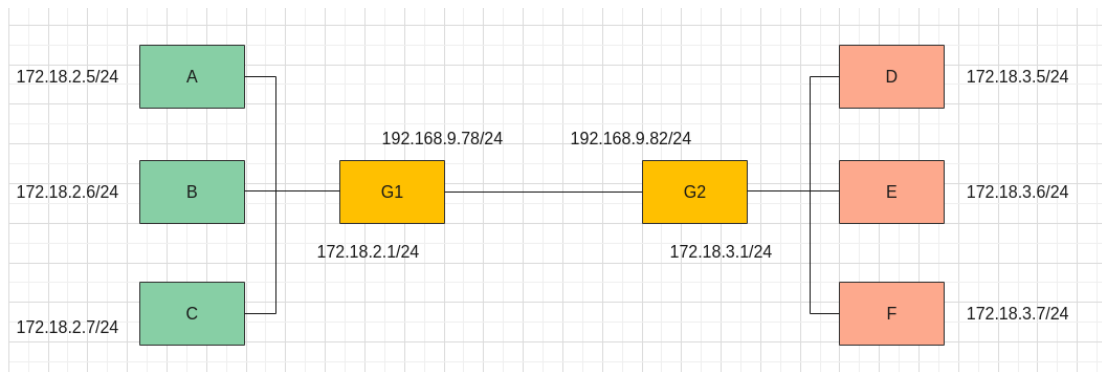 172.18.2.5/24
A
D
172.18.3.5/24
192.168.9.78/24
192.168.9.82/24
172.18.2.6/24
B
G1
G2
E
172.18.3.6/24
172.18.2.1/24
172.18.3.1/24
172.18.2.7/24
C
F
172.18.3.7/24